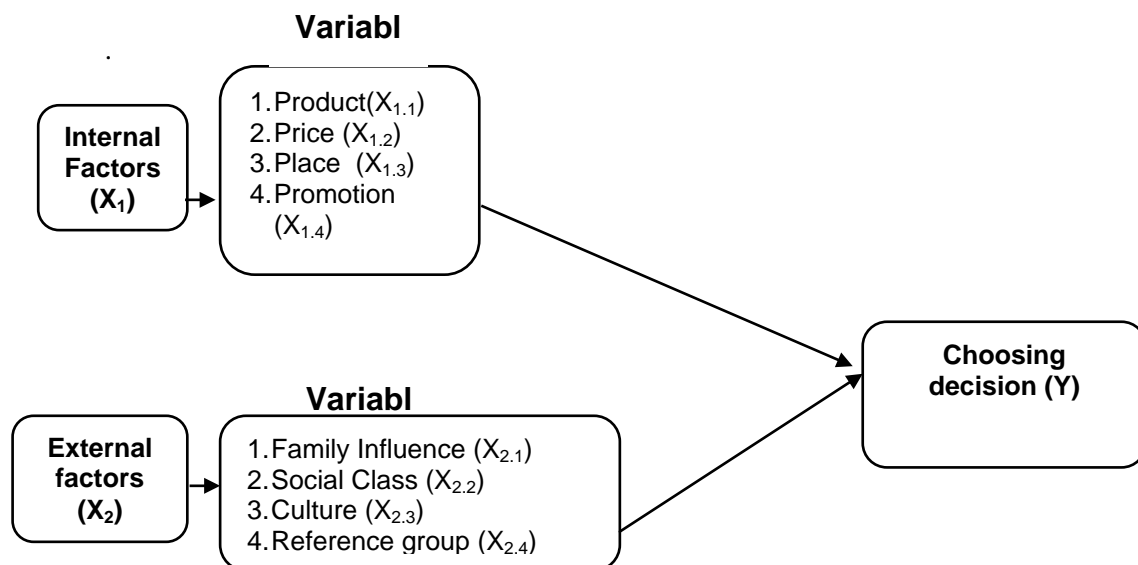 Variabl
Internal
Factors
(X₁)
1.Product(X₁.₁)
2.Price (X₁.₂)
3.Place (X₁.₃)
4.Promotion
(X₁.₄)
Choosing
decision (Y)
Variabl
External
factors
(X₂)
1.Family Influence (X₂.₁)
2.Social Class (X₂.₂)
3.Culture (X₂.₃)
4.Reference group (X₂.₄)